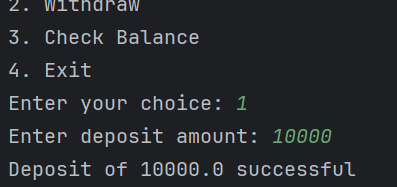 2. Withdraw
3. Check Balance
4. Exit
Enter your choice: 1
Enter deposit amount: 10000
Deposit of 10000.0 successful